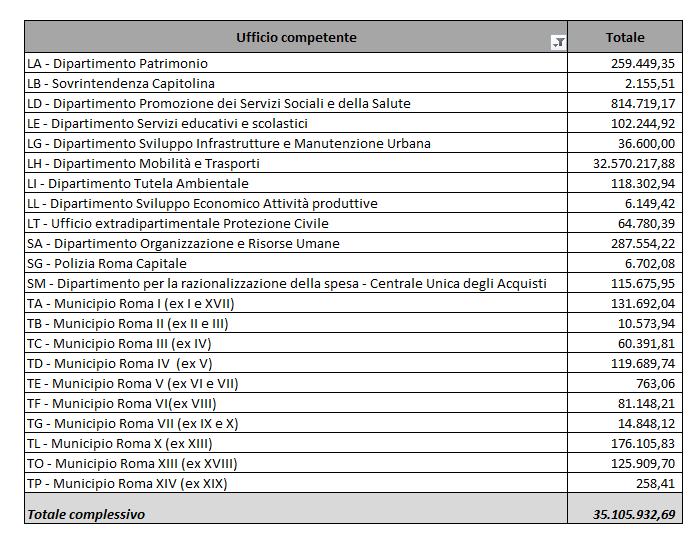 Ufficio competente Totale
LA - Dipartimento Patrimonio 259.449,35
LB - Sovrintendenza Capitolina 2.155,51
LD - Dipartimento Promozione dei Servizi Sociali e della Salute 814.719,17
LE - Dipartimento Servizi educativi e scolastici 102.244,92
LG - Dipartimento Sviluppo Infrastrutture e Manutenzione Urbana 36.600,00
LH - Dipartimento Mobilità e Trasporti 32.570.217,88
LI - Dipartimento Tutela Ambientale 118.302,94
LL - Dipartimento Sviluppo Economico Attività produttive 6.149,42
LT - Ufficio extradipartimentale Protezione Civile 64.780,39
SA - Dipartimento Organizzazione e Risorse Umane 287.554,22
SG - Polizia Roma Capitale 6.702,08
SM - Dipartimento per la razionalizzazione della spesa - Centrale Unica degli Acquisti 115.675,95
TA - Municipio Roma I (ex I e XVII) 131.692,04
TB - Municipio Roma II (ex II e III) 10.573,94
TC - Municipio Roma III (ex IV) 60.391,81
TD - Municipio Roma IV  (ex V) 119.689,74
TE - Municipio Roma V (ex VI e VII) 763,06
TF - Municipio Roma VI(ex VIII) 81.148,21
TG - Municipio Roma VII (ex IX e X) 14.848,12
TL - Municipio Roma X (ex XIII) 176.105,83
TO - Municipio Roma XIII (ex XVIII) 125.909,70
TP - Municipio Roma XIV (ex XIX) 258,41
Totale complessivo 35.105.932,69